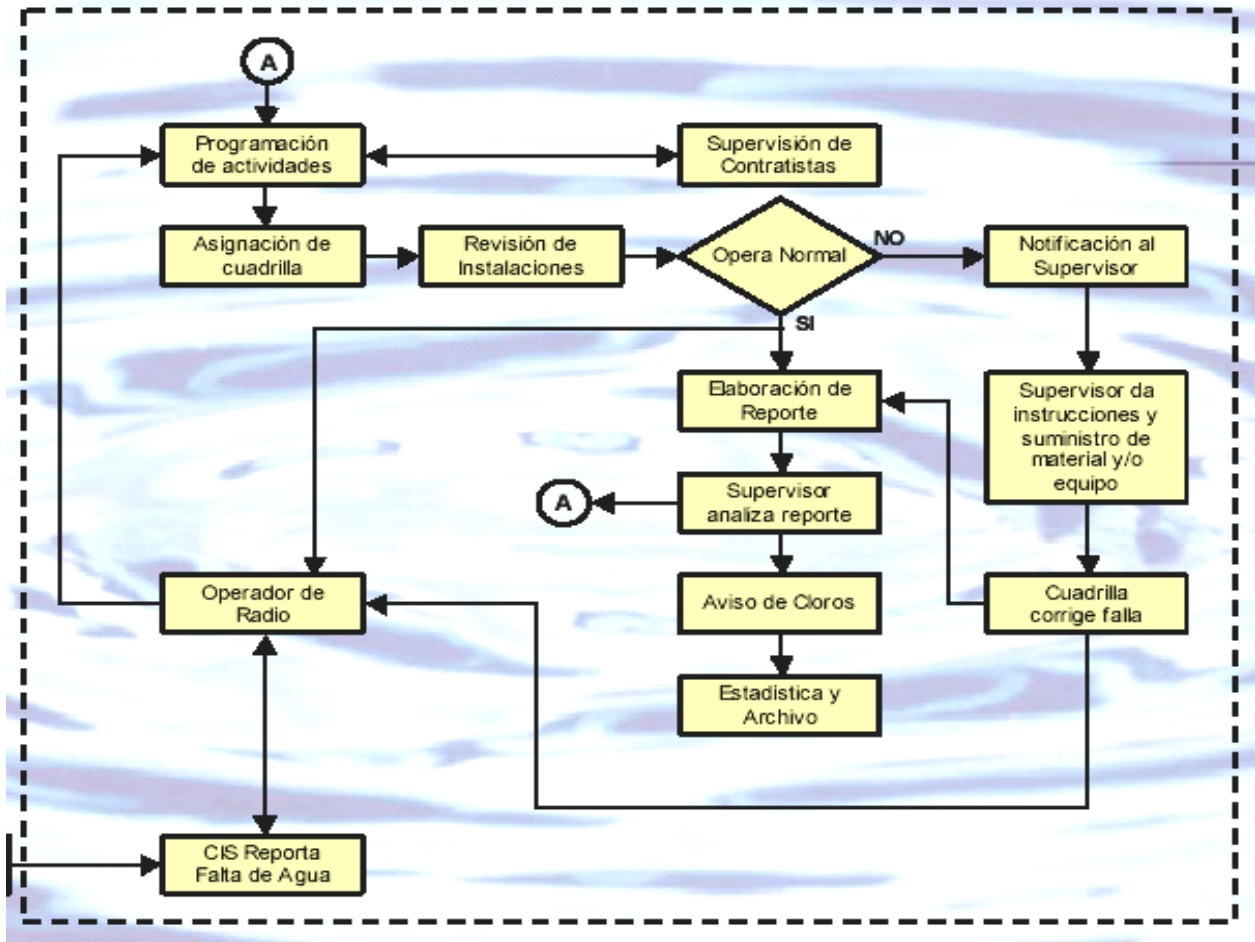 A
Programación
de actividades
Supervisión de
Contratistas
Asignación de
cuadrilla
Revisión de
Instalaciones
Opera Normal
NO
Notificación al
Supervisor
SI
Elaboración de
Reporte
Supervisor da
instrucciones y
suministro de
material y/o
equipo
A
Supervisor
analiza reporte
Operador de
Radio
Aviso de Cloros
Cuadrilla
corrige falla
Estadística y
Archivo
CIS Reporta
Falta de Agua